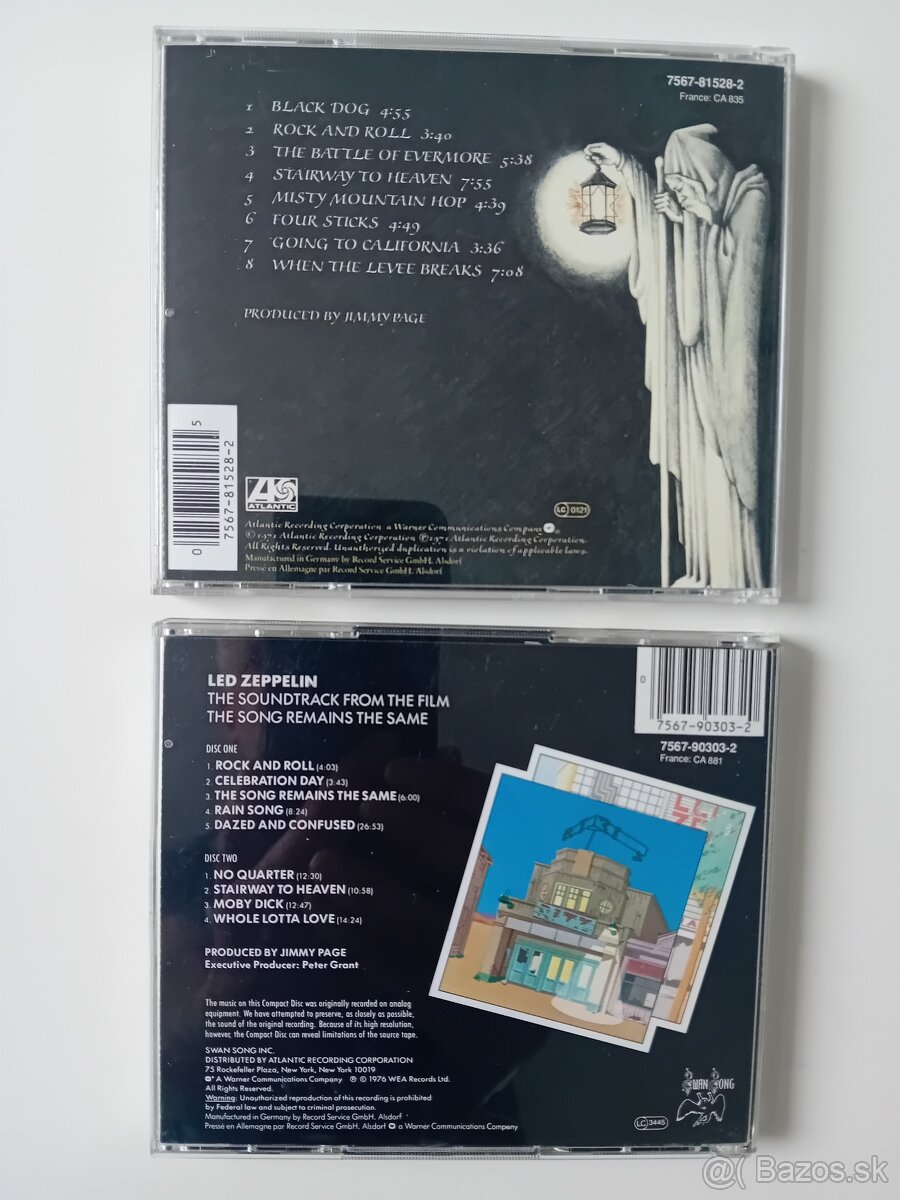 7567-81528-2
France: CA 835
1 BLACK DOG 4:55
2 ROCK AND ROLL 3:40
3 THE BATTLE OF EVERMORE 5:38
4 STAIRWAY TO HEAVEN 7:55
5 MISTY MOUNTAIN HOP 4:39
6 FOUR STICKS 4:49
7 GOING TO CALIFORNIA 3:36
8 WHEN THE LEVEE BREAKS 7:08
PRODUCED BY JIMMY PAGE
0 7567-81528-2 5
ATLANTIC
LC 0121
Atlantic Recording Corporation a Warner Communications Company
© 1971 Atlantic Recording Corporation ℗ 1971 Atlantic Recording Corporation.
All Rights Reserved. Unauthorized duplication is a violation of applicable laws.
Manufactured in Germany by Record Service GmbH. Alsdorf
Pressé en Allemagne par Record Service GmbH. Alsdorf
LED ZEPPELIN
THE SOUNDTRACK FROM THE FILM
THE SONG REMAINS THE SAME
0
7567-90303-2
7567-90303-2
France: CA 881
DISC ONE
1. ROCK AND ROLL (4:03)
2. CELEBRATION DAY (3:43)
3. THE SONG REMAINS THE SAME (6:00)
4. RAIN SONG (8:24)
5. DAZED AND CONFUSED (26:53)
DISC TWO
1. NO QUARTER (12:30)
2. STAIRWAY TO HEAVEN (10:58)
3. MOBY DICK (12:47)
4. WHOLE LOTTA LOVE (14:24)
PRODUCED BY JIMMY PAGE
Executive Producer: Peter Grant
The music on this Compact Disc was originally recorded on analog
equipment. We have attempted to preserve, as closely as possible,
the sound of the original recording. Because of its high resolution,
however, the Compact Disc can reveal limitations of the source tape.
SWAN SONG INC.
DISTRIBUTED BY ATLANTIC RECORDING CORPORATION
75 Rockefeller Plaza, New York, New York 10019
A Warner Communications Company ℗ © 1976 WEA Records Ltd.
All Rights Reserved.
Warning: Unauthorized reproduction of this recording is prohibited
by Federal law and subject to criminal prosecution.
Manufactured in Germany by Record Service GmbH. Alsdorf
Pressé en Allemagne par Record Service GmbH. Alsdorf a Warner Communications Company
LC 3445
SWAN SONG
@( Bazos.sk